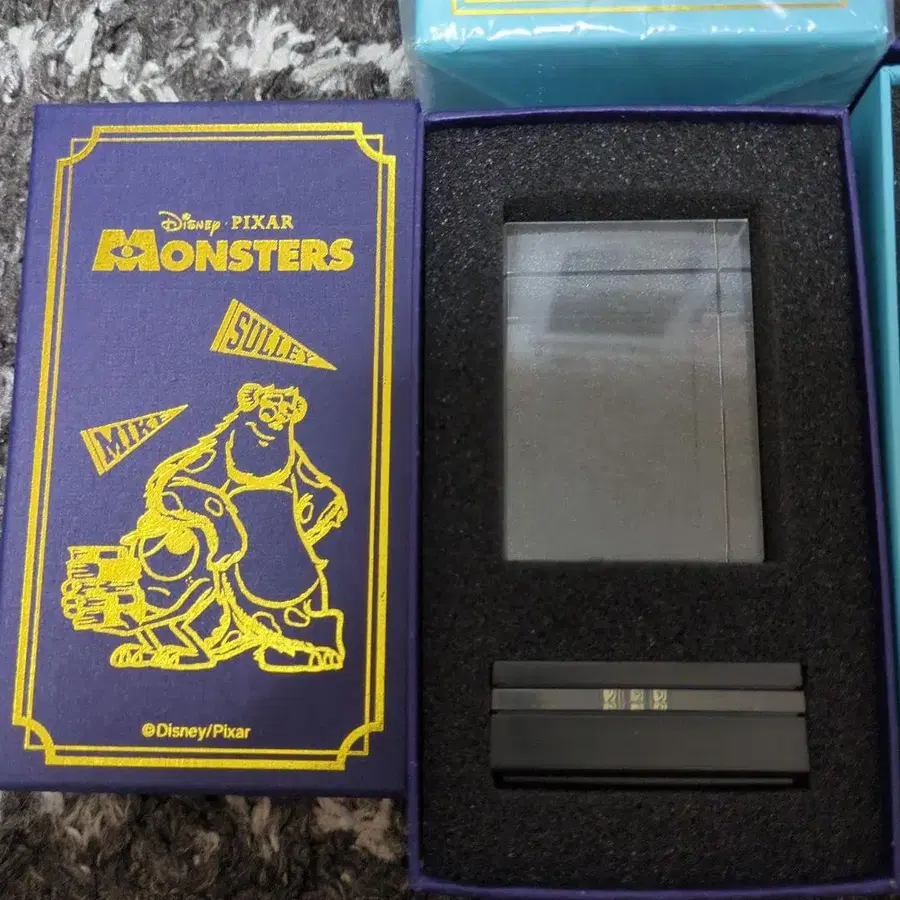 Disney · PIXAR
MONSTERS
SULLEY
MIKE
©Disney/Pixar